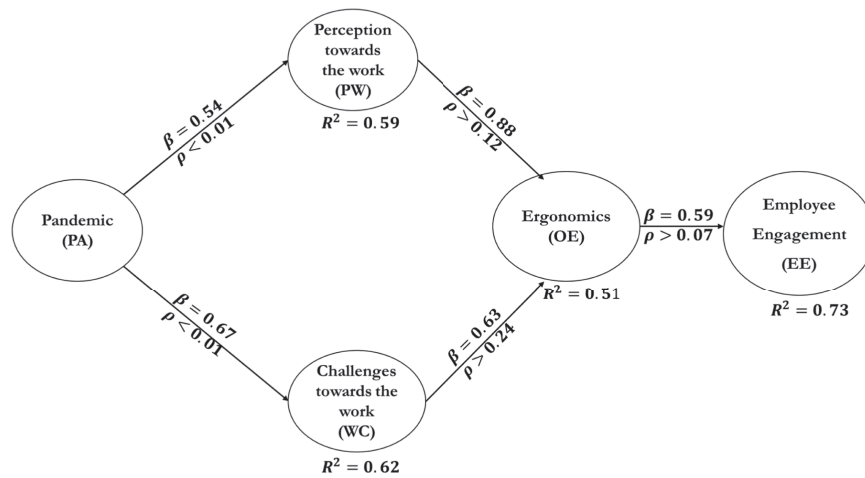 Perception
towards
the work
(PW)
R² = 0.59
β = 0.54
ρ < 0.01
β = 0.88
ρ > 0.12
Pandemic
(PA)
Ergonomics
(OE)
R² = 0.51
β = 0.59
ρ > 0.07
Employee
Engagement
(EE)
R² = 0.73
β = 0.67
ρ < 0.01
β = 0.63
ρ > 0.24
Challenges
towards the
work
(WC)
R² = 0.62